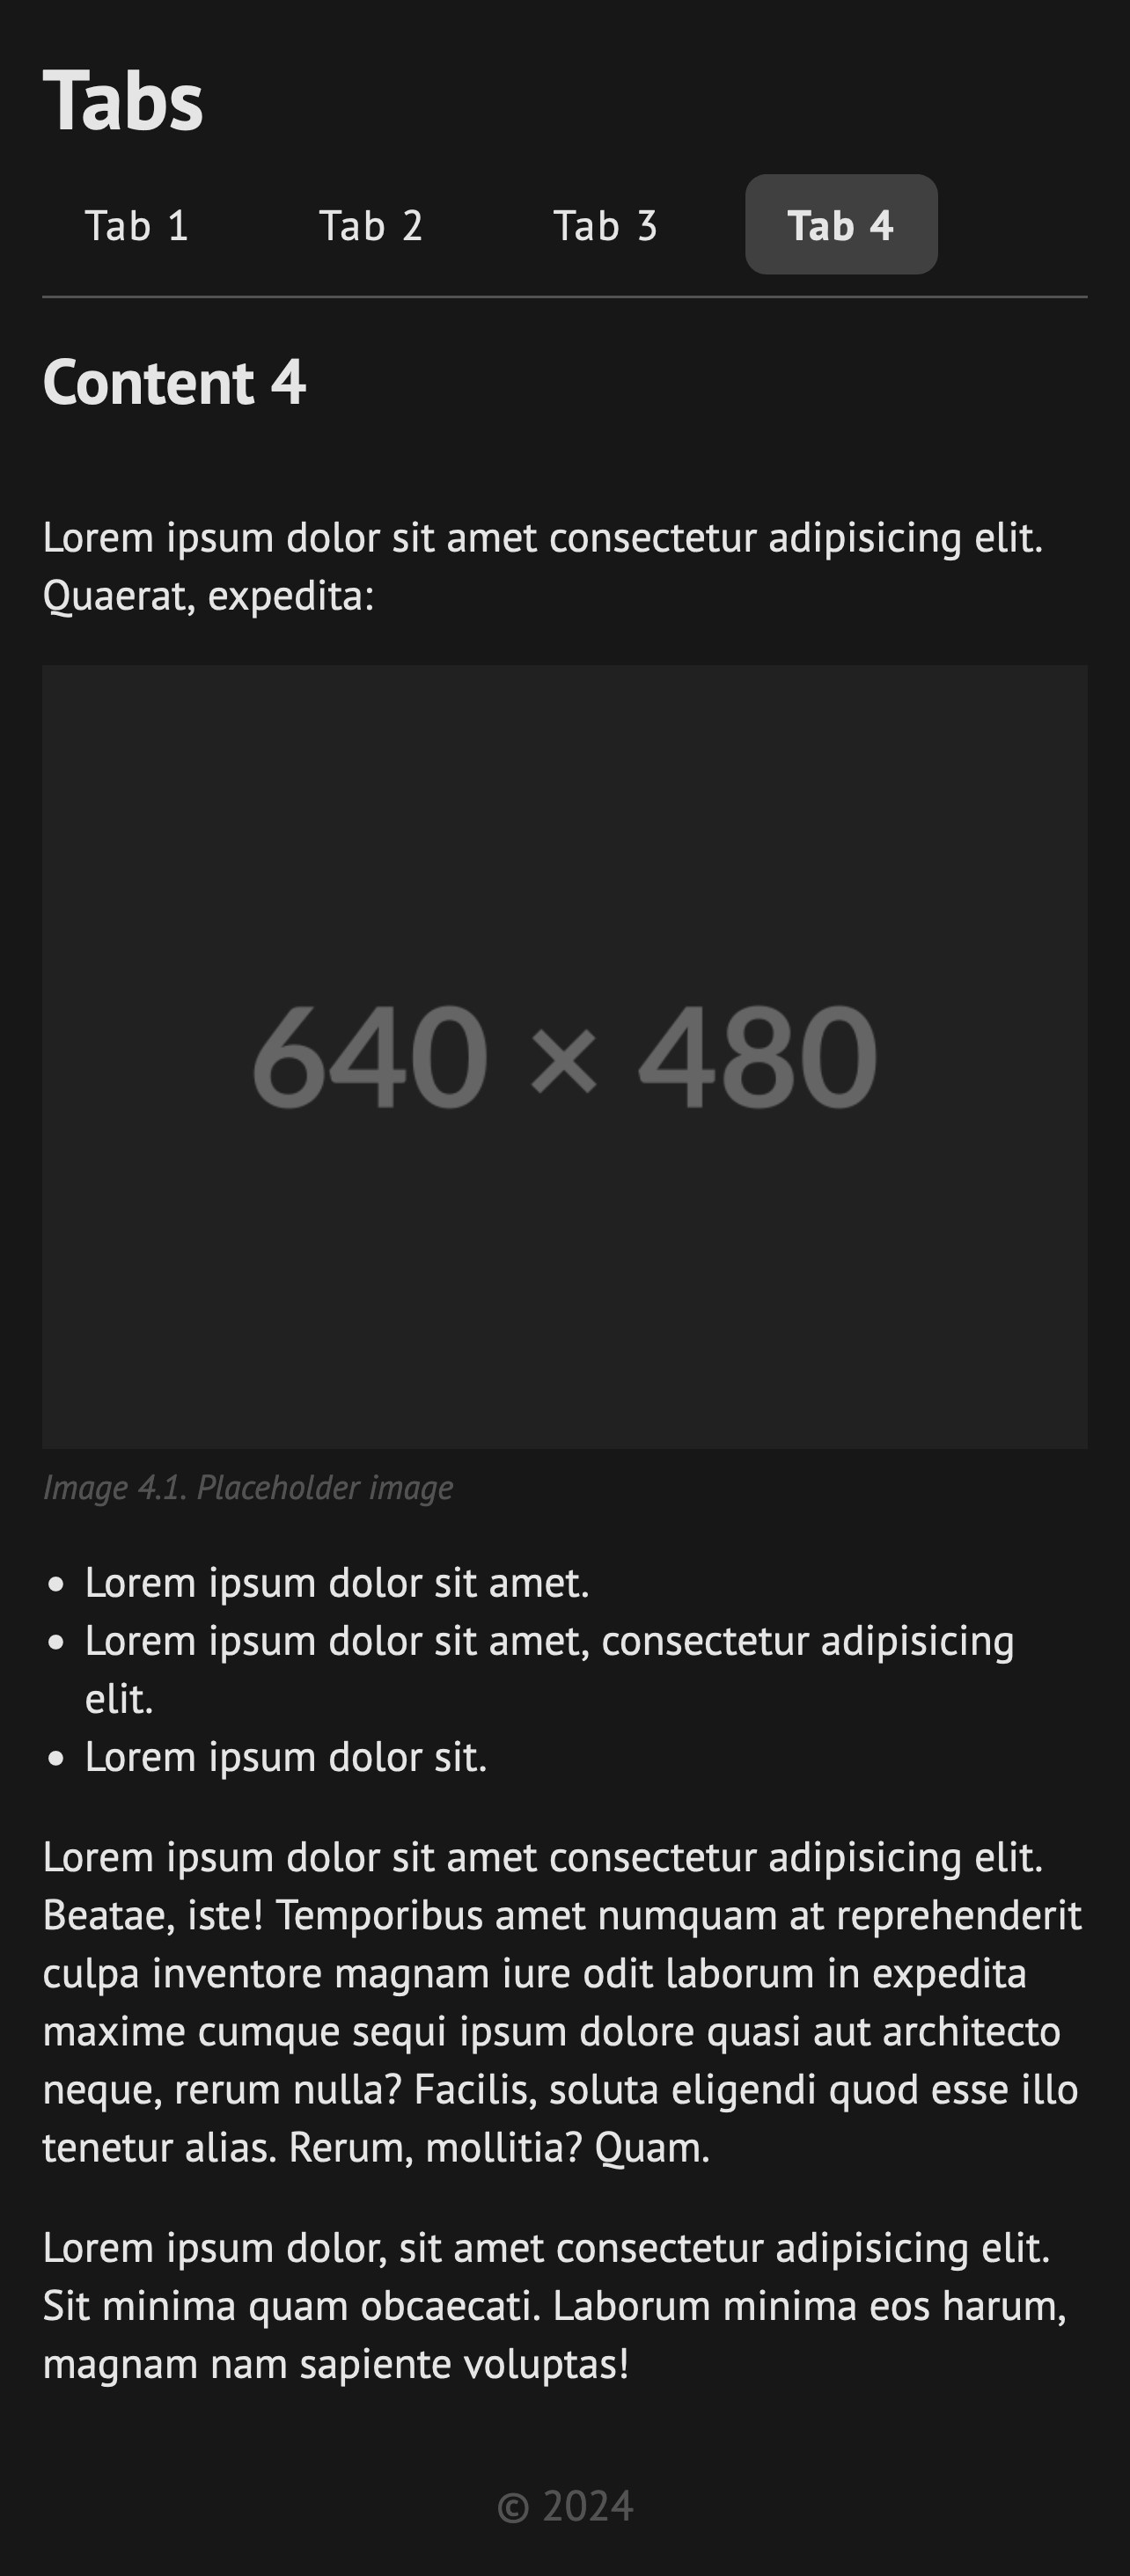 Tabs
Tab 1 Tab 2 Tab 3 Tab 4
Content 4
Lorem ipsum dolor sit amet consectetur adipisicing elit.
Quaerat, expedita:
640 × 480
Image 4.1. Placeholder image
• Lorem ipsum dolor sit amet.
• Lorem ipsum dolor sit amet, consectetur adipisicing
elit.
• Lorem ipsum dolor sit.
Lorem ipsum dolor sit amet consectetur adipisicing elit.
Beatae, iste! Temporibus amet numquam at reprehenderit
culpa inventore magnam iure odit laborum in expedita
maxime cumque sequi ipsum dolore quasi aut architecto
neque, rerum nulla? Facilis, soluta eligendi quod esse illo
tenetur alias. Rerum, mollitia? Quam.
Lorem ipsum dolor, sit amet consectetur adipisicing elit.
Sit minima quam obcaecati. Laborum minima eos harum,
magnam nam sapiente voluptas!
© 2024